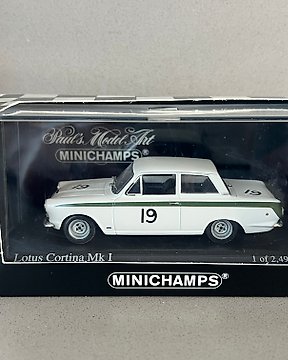 Paul's Model Art
MINICHAMPS
19
19
Lotus Cortina Mk I
1 of 2,49
MINICHAMPS®